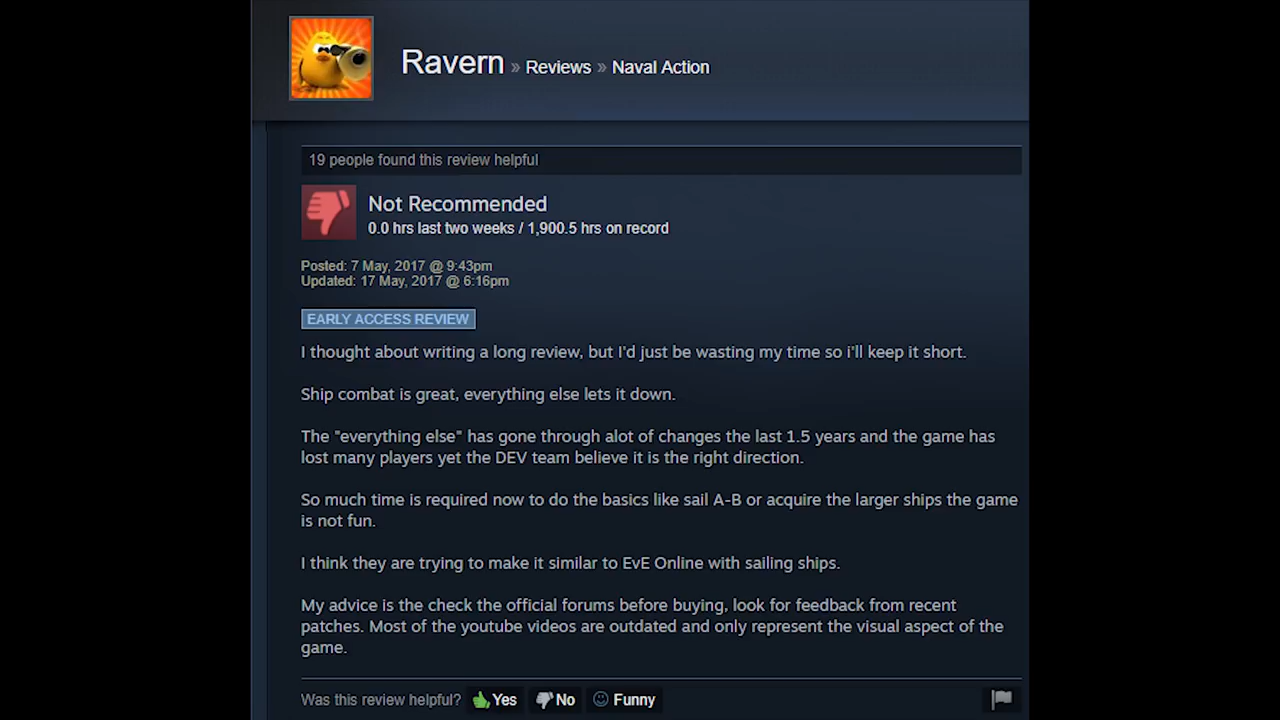 Ravern » Reviews » Naval Action
19 people found this review helpful
Not Recommended
0.0 hrs last two weeks / 1,900.5 hrs on record
Posted: 7 May, 2017 @ 9:43pm
Updated: 17 May, 2017 @ 6:16pm
EARLY ACCESS REVIEW
I thought about writing a long review, but I'd just be wasting my time so i'll keep it short.
Ship combat is great, everything else lets it down.
The "everything else" has gone through alot of changes the last 1.5 years and the game has
lost many players yet the DEV team believe it is the right direction.
So much time is required now to do the basics like sail A-B or acquire the larger ships the game
is not fun.
I think they are trying to make it similar to EvE Online with sailing ships.
My advice is the check the official forums before buying, look for feedback from recent
patches. Most of the youtube videos are outdated and only represent the visual aspect of the
game.
Was this review helpful? Yes No Funny